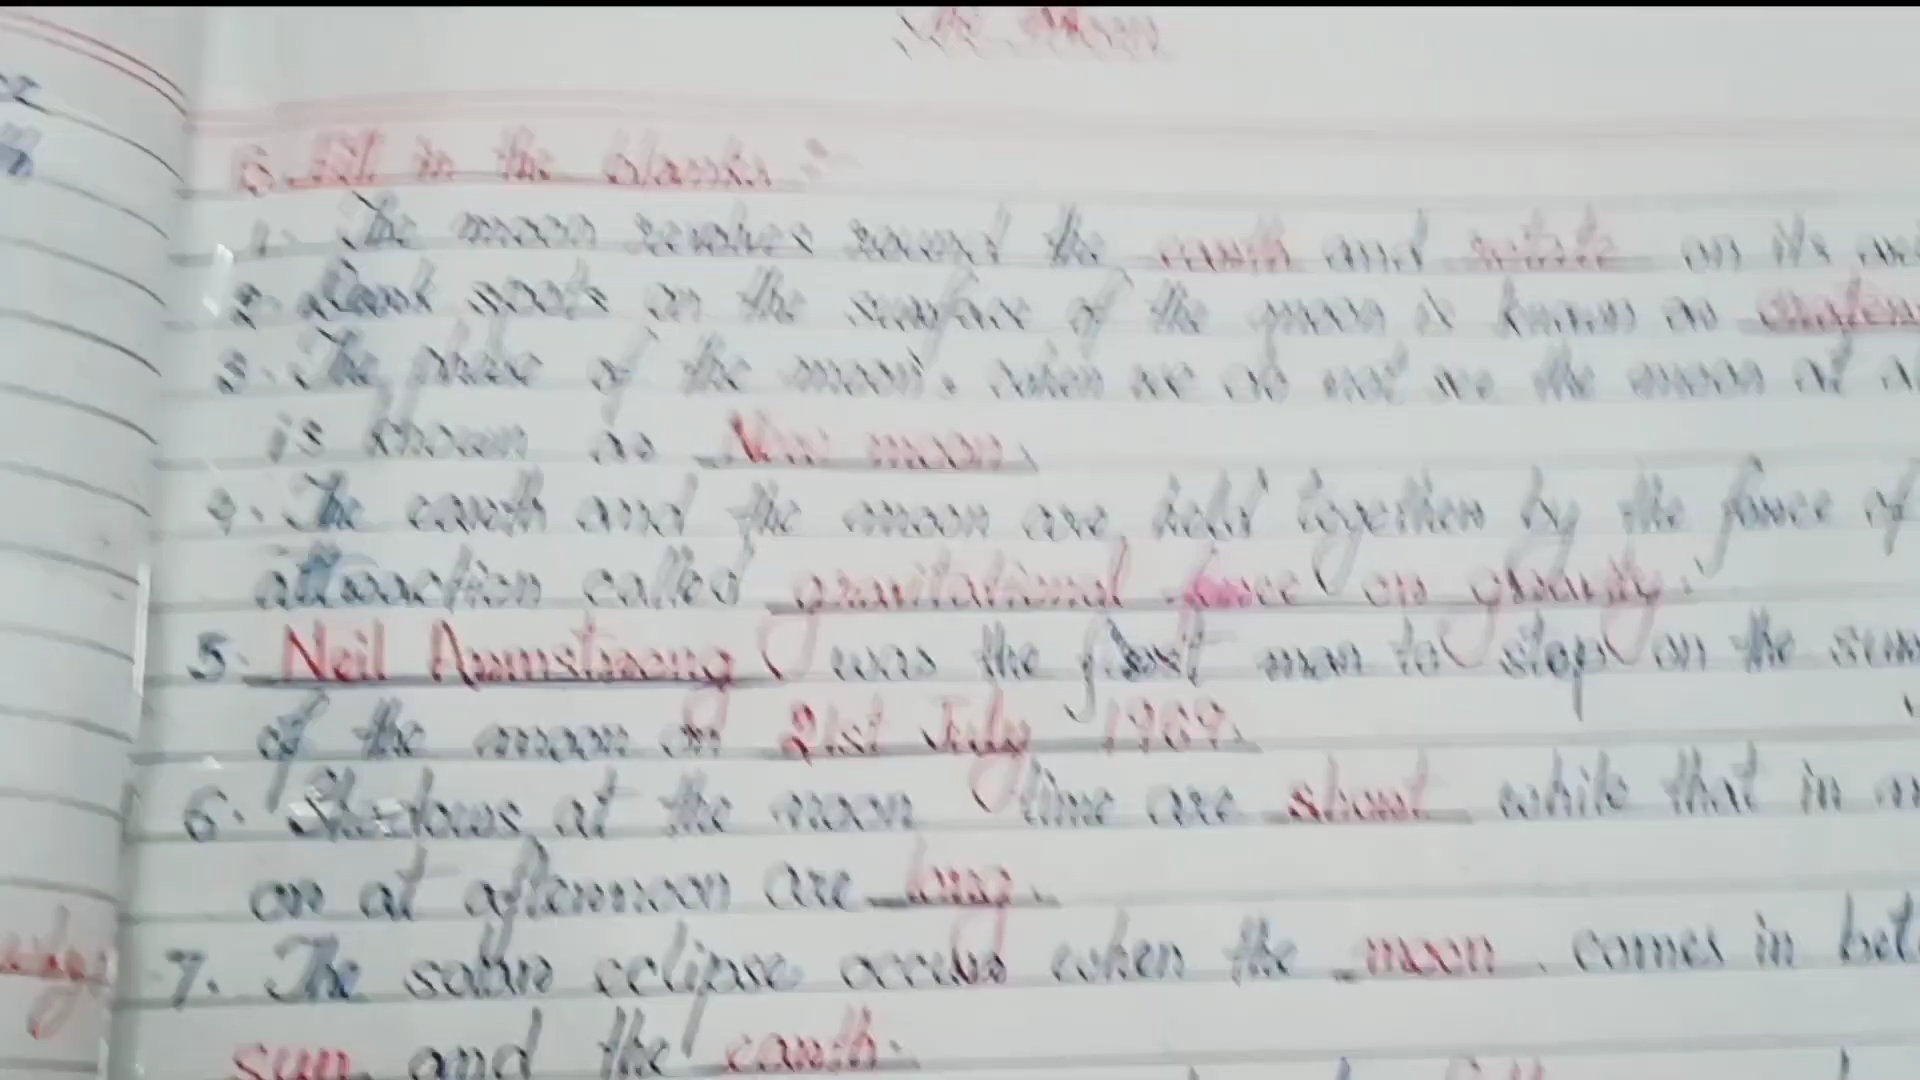 The Moon
6. Fill in the blanks :-
1. The moon revolves round the earth and rotate on its
2. Dark spots on the surface of the moon is known as
3. The phase of the moon, when we do not see the moon at
is known as New moon.
4. The earth and the moon are held together by the force of
attraction called gravitational force or gravity.
5. Neil Armstrong was the first man to step on the
of the moon on 21st July 1969.
6. Shadows at the noon time are short while that in
or at afternoon are long.
7. The solar eclipse occurs when the moon comes in
sun and the earth.